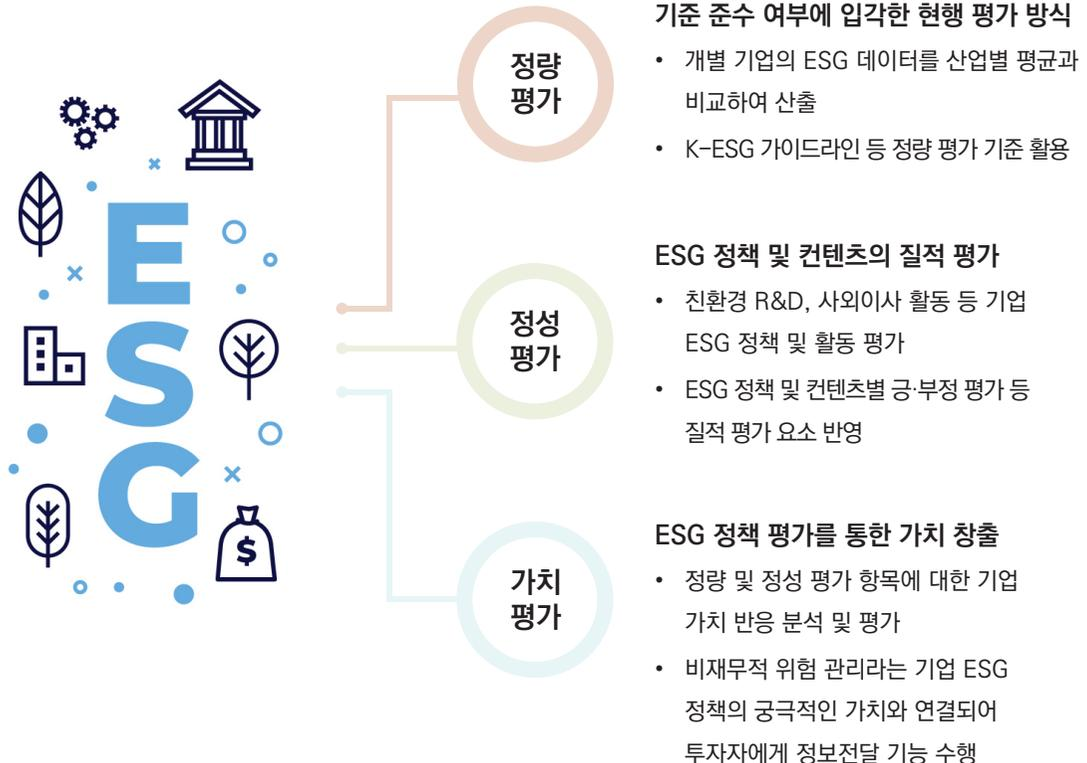 E
S
G
$
정량
평가
기준 준수 여부에 입각한 현행 평가 방식
• 개별 기업의 ESG 데이터를 산업별 평균과
비교하여 산출
• K-ESG 가이드라인 등 정량 평가 기준 활용
정성
평가
ESG 정책 및 컨텐츠의 질적 평가
• 친환경 R&D, 사외이사 활동 등 기업
ESG 정책 및 활동 평가
• ESG 정책 및 컨텐츠별 긍·부정 평가 등
질적 평가 요소 반영
가치
평가
ESG 정책 평가를 통한 가치 창출
• 정량 및 정성 평가 항목에 대한 기업
가치 반응 분석 및 평가
• 비재무적 위험 관리라는 기업 ESG
정책의 궁극적인 가치와 연결되어
투자자에게 정보전달 기능 수행